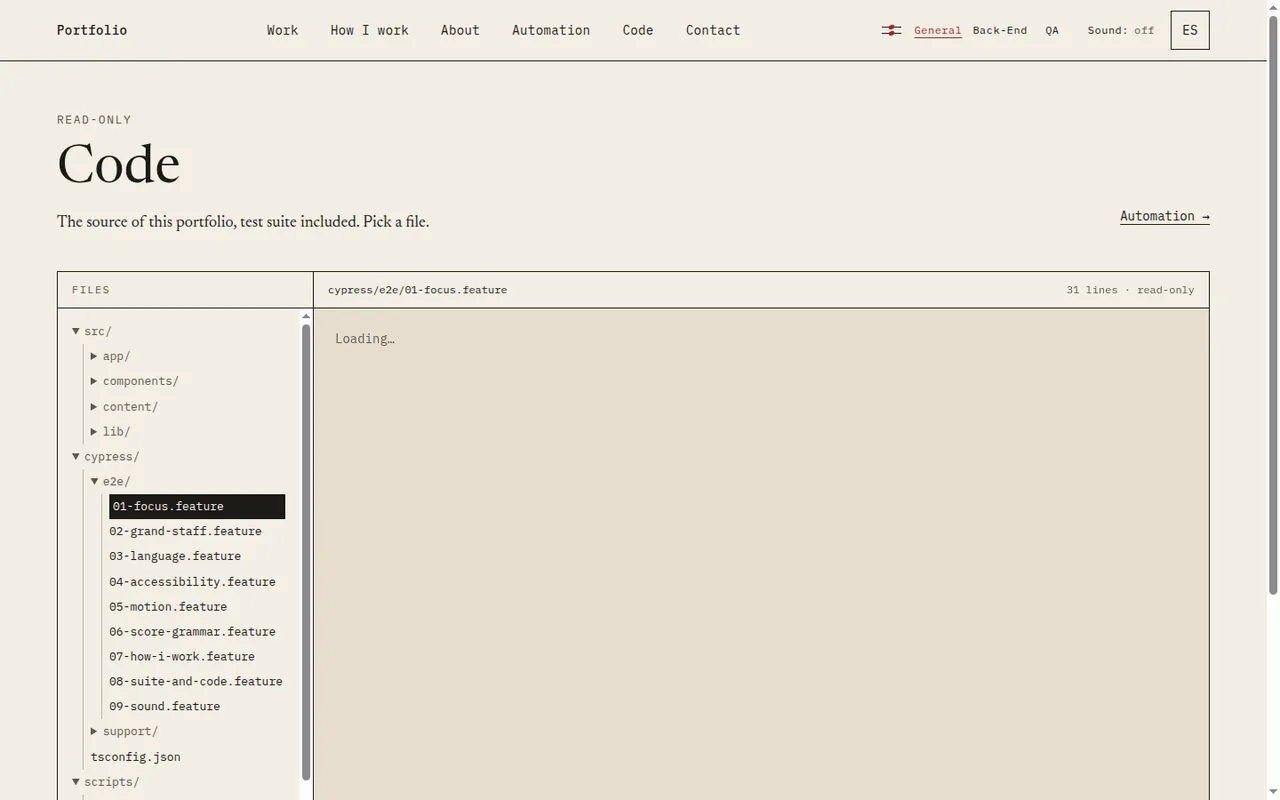 Portfolio Work How I work About Automation Code Contact General Back-End QA Sound: off ES
READ-ONLY
Code
The source of this portfolio, test suite included. Pick a file.
Automation →
FILES
cypress/e2e/01-focus.feature 31 lines · read-only
▼ src/
▶ app/
▶ components/
▶ content/
▶ lib/
▼ cypress/
▼ e2e/
01-focus.feature
02-grand-staff.feature
03-language.feature
04-accessibility.feature
05-motion.feature
06-score-grammar.feature
07-how-i-work.feature
08-suite-and-code.feature
09-sound.feature
▶ support/
tsconfig.json
▼ scripts/
Loading…